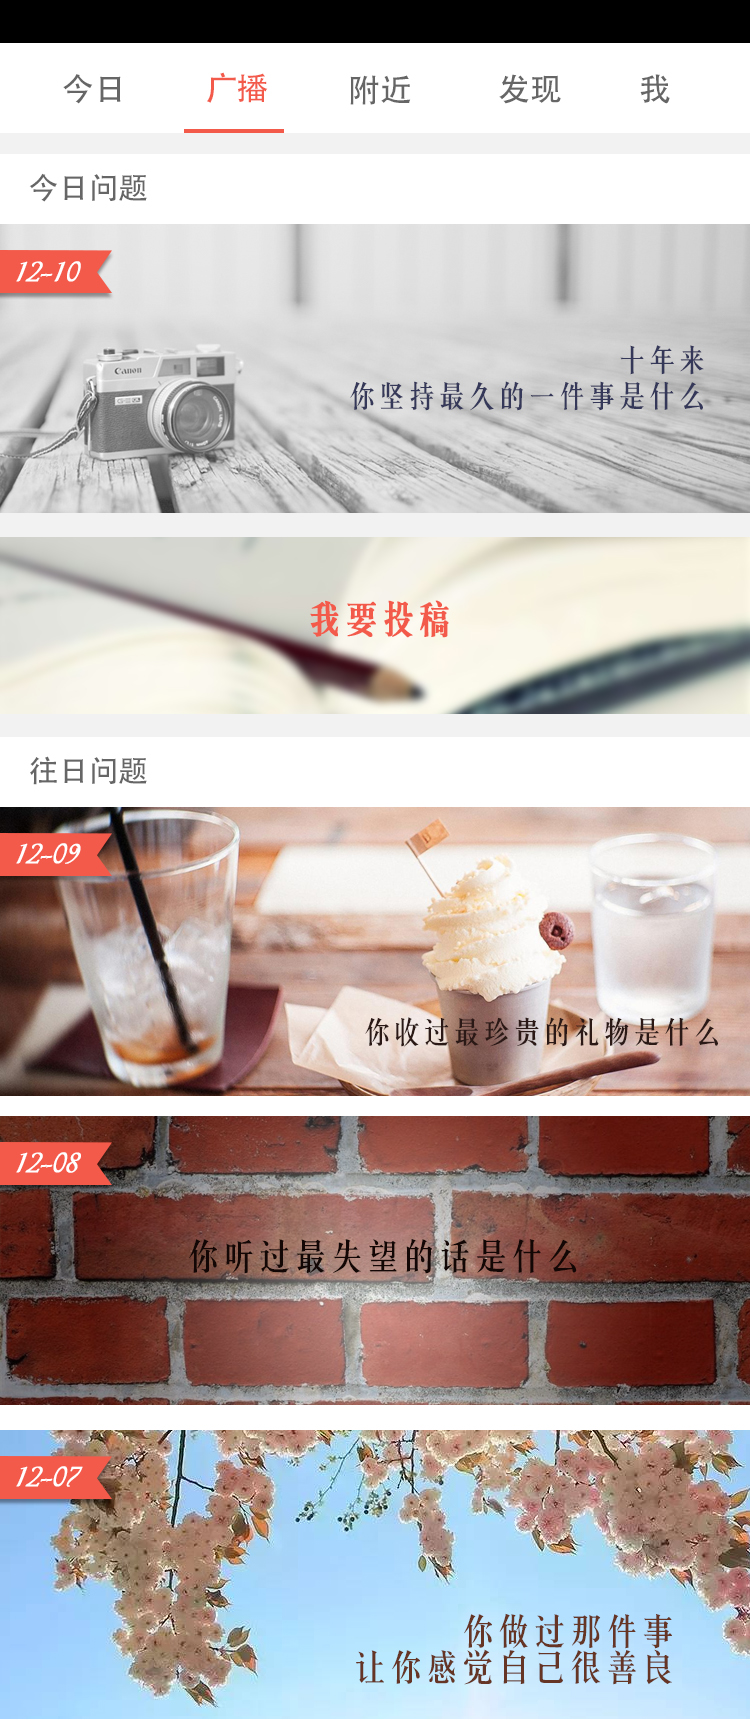 今日 广播 附近 发现 我
今日问题
12-10
Canon
十年来
你坚持最久的一件事是什么
我要投稿
往日问题
12-09
你收过最珍贵的礼物是什么
12-08
你听过最失望的话是什么
12-07
你做过那件事
让你感觉自己很善良